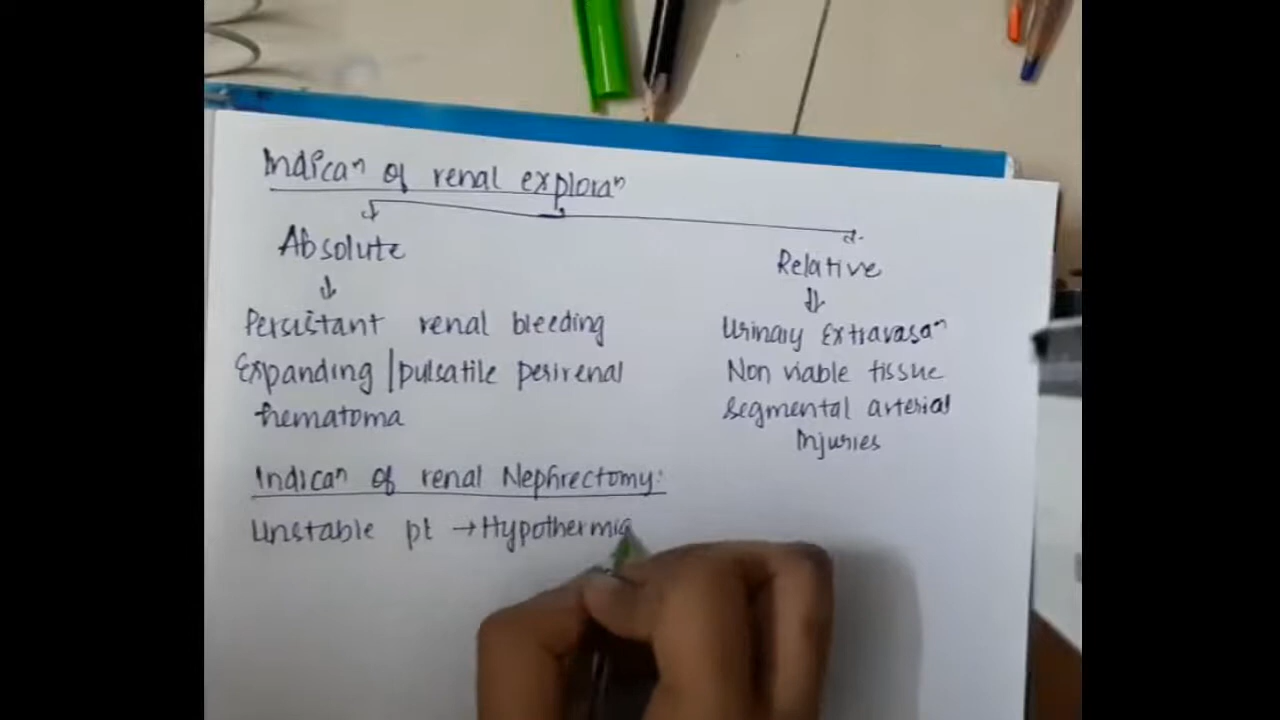 Indicaⁿ of renal exploraⁿ
Absolute
Persistant renal bleeding
Expanding/pulsatile perirenal
hematoma
Relative
Urinary Extravasaⁿ
Non viable tissue
segmental arterial
Injuries
Indicaⁿ of renal Nephrectomy:
Unstable pt → Hypothermia